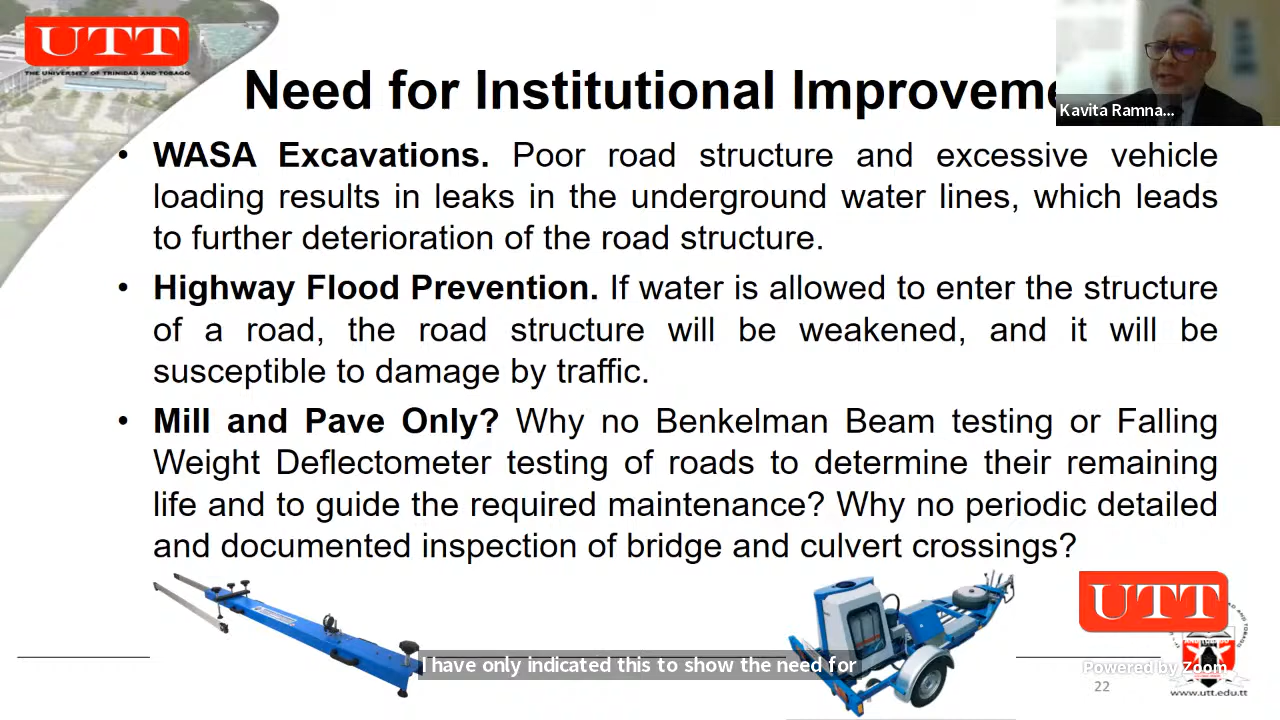 UTT
THE UNIVERSITY OF TRINIDAD AND TOBAGO
Need for Institutional Improveme
Kavita Ramna...
• WASA Excavations. Poor road structure and excessive vehicle
loading results in leaks in the underground water lines, which leads
to further deterioration of the road structure.
• Highway Flood Prevention. If water is allowed to enter the structure
of a road, the road structure will be weakened, and it will be
susceptible to damage by traffic.
• Mill and Pave Only? Why no Benkelman Beam testing or Falling
Weight Deflectometer testing of roads to determine their remaining
life and to guide the required maintenance? Why no periodic detailed
and documented inspection of bridge and culvert crossings?
UTT
I have only indicated this to show the need for
Powered by Zoom
22
www.utt.edu.tt